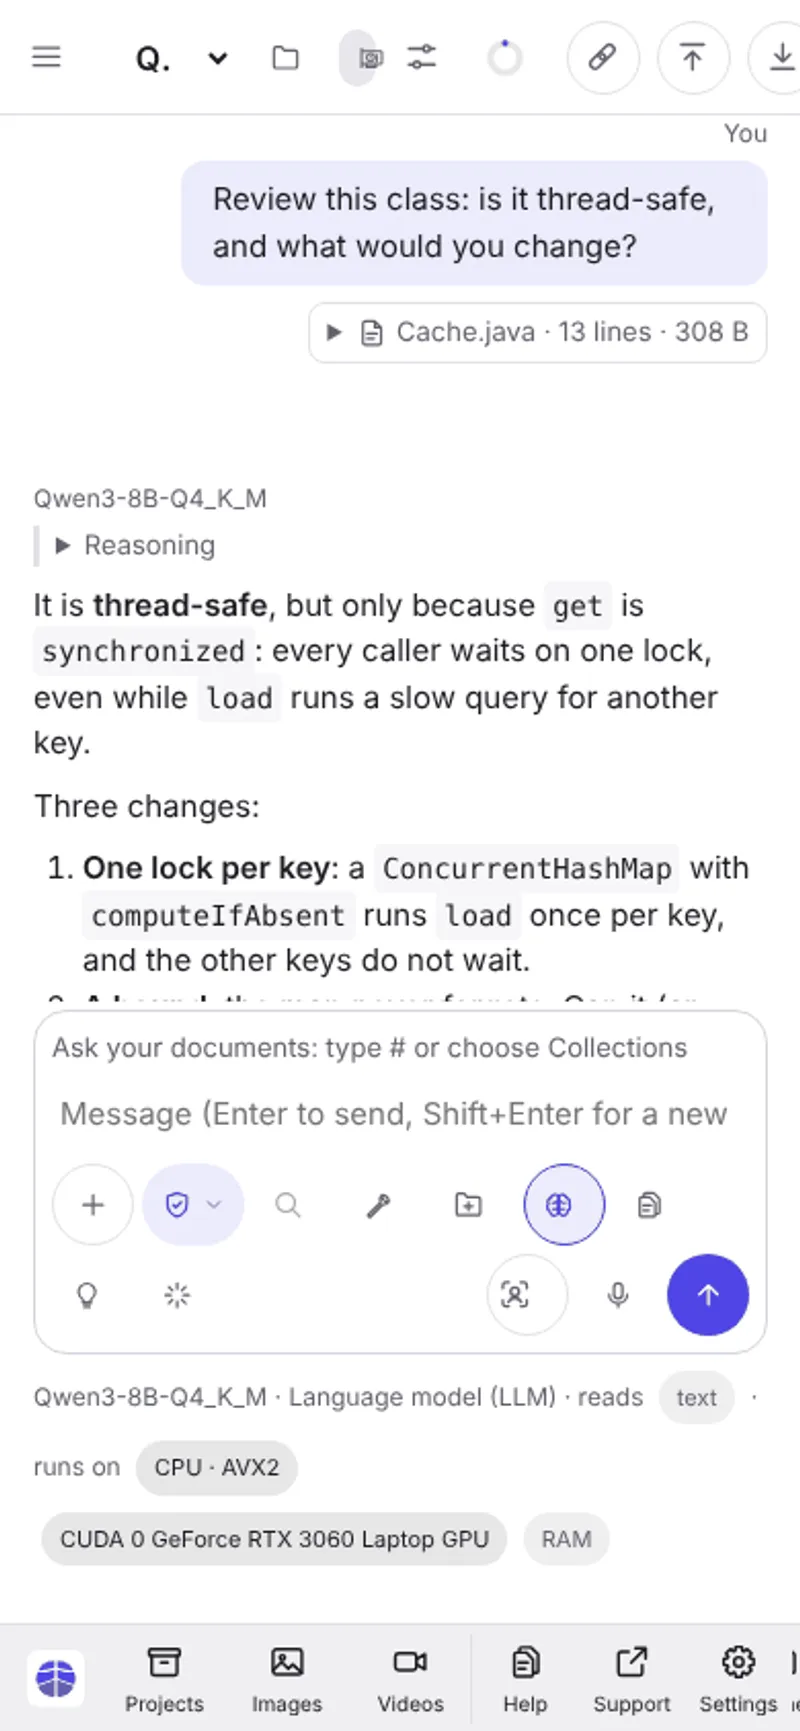 Q.
You
Review this class: is it thread-safe,
and what would you change?
Cache.java · 13 lines · 308 B
Qwen3-8B-Q4_K_M
Reasoning
It is thread-safe, but only because get is
synchronized: every caller waits on one lock,
even while load runs a slow query for another
key.
Three changes:
1. One lock per key: a ConcurrentHashMap with
computeIfAbsent runs load once per key,
and the other keys do not wait.
Ask your documents: type # or choose Collections
Message (Enter to send, Shift+Enter for a new
Qwen3-8B-Q4_K_M · Language model (LLM) · reads text ·
runs on CPU · AVX2
CUDA 0 GeForce RTX 3060 Laptop GPU RAM
Projects Images Videos Help Support Settings